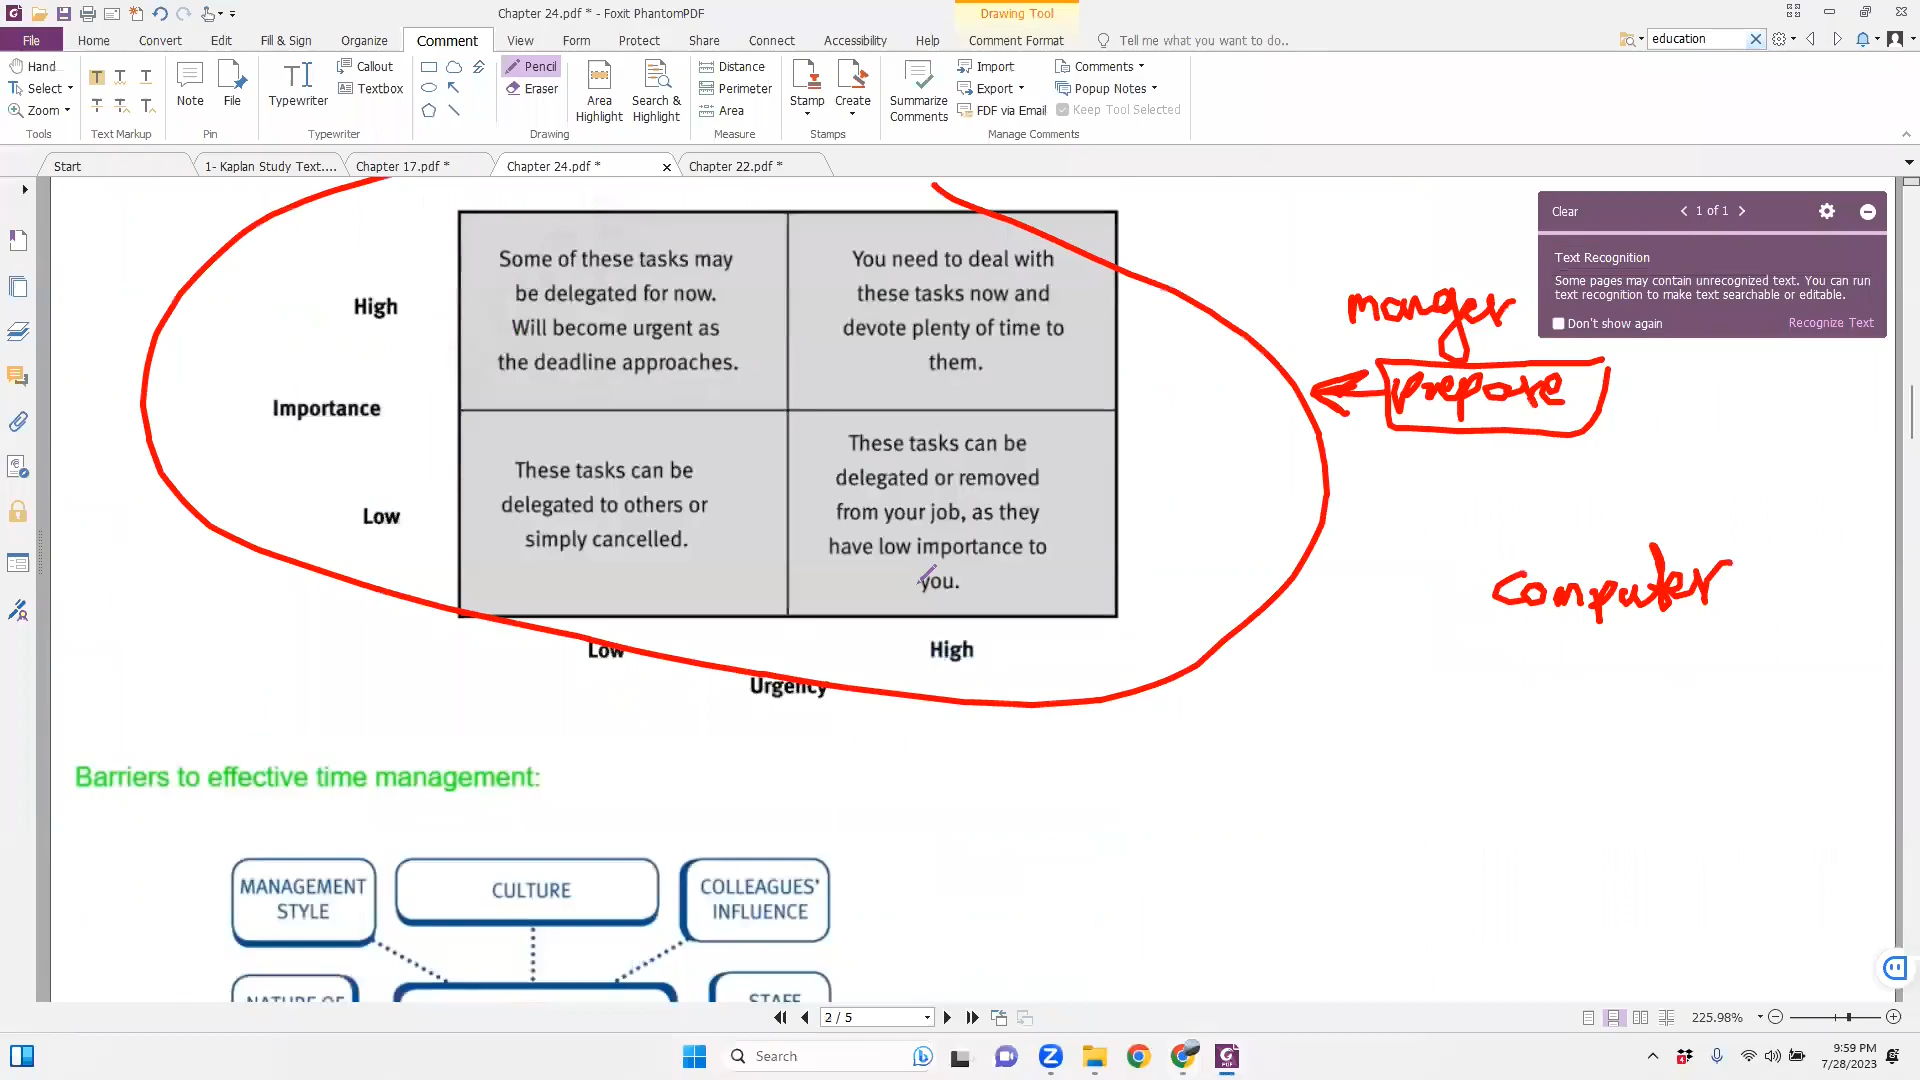 Chapter 24.pdf * - Foxit PhantomPDF
Drawing Tool
File Home Convert Edit Fill & Sign Organize Comment View Form Protect Share Connect Accessibility Help Comment Format Tell me what you want to do.. education
Hand
Select
Zoom
Tools
Text Markup
Note
File
Pin
Typewriter
Callout
Textbox
Typewriter
Pencil
Eraser
Drawing
Area Highlight
Search & Highlight
Distance
Perimeter
Area
Measure
Stamp
Create
Stamps
Summarize Comments
Import
Export
FDF via Email
Comments
Popup Notes
Keep Tool Selected
Manage Comments
Start 1- Kaplan Study Text.... Chapter 17.pdf * Chapter 24.pdf * Chapter 22.pdf *
Clear 1 of 1
Text Recognition
Some pages may contain unrecognized text. You can run
text recognition to make text searchable or editable.
Don't show again Recognize Text
High
Importance
Low
Some of these tasks may
be delegated for now.
Will become urgent as
the deadline approaches.
You need to deal with
these tasks now and
devote plenty of time to
them.
These tasks can be
delegated to others or
simply cancelled.
These tasks can be
delegated or removed
from your job, as they
have low importance to
you.
Low High
Urgency
manger
prepare
computer
Barriers to effective time management:
MANAGEMENT
STYLE
CULTURE
COLLEAGUES'
INFLUENCE
NATURE OF
STAFF
2 / 5
225.98%
Search
9:59 PM
7/28/2023